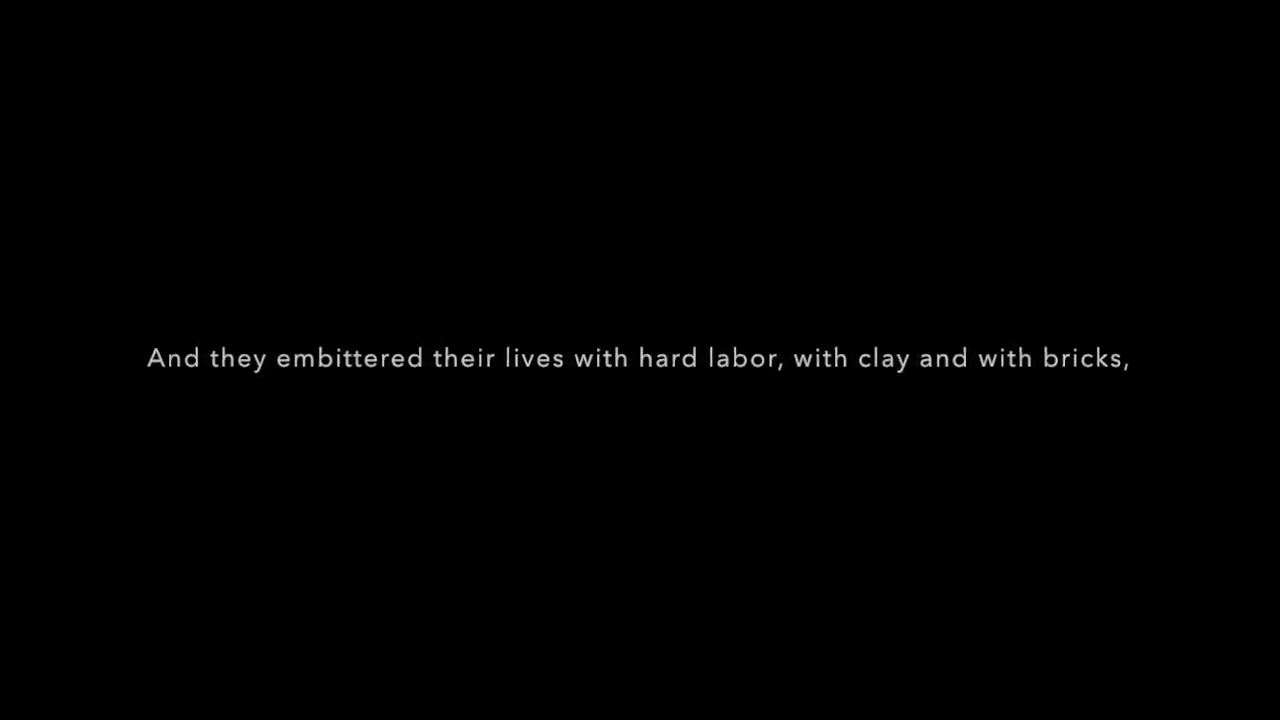 And they embittered their lives with hard labor, with clay and with bricks,